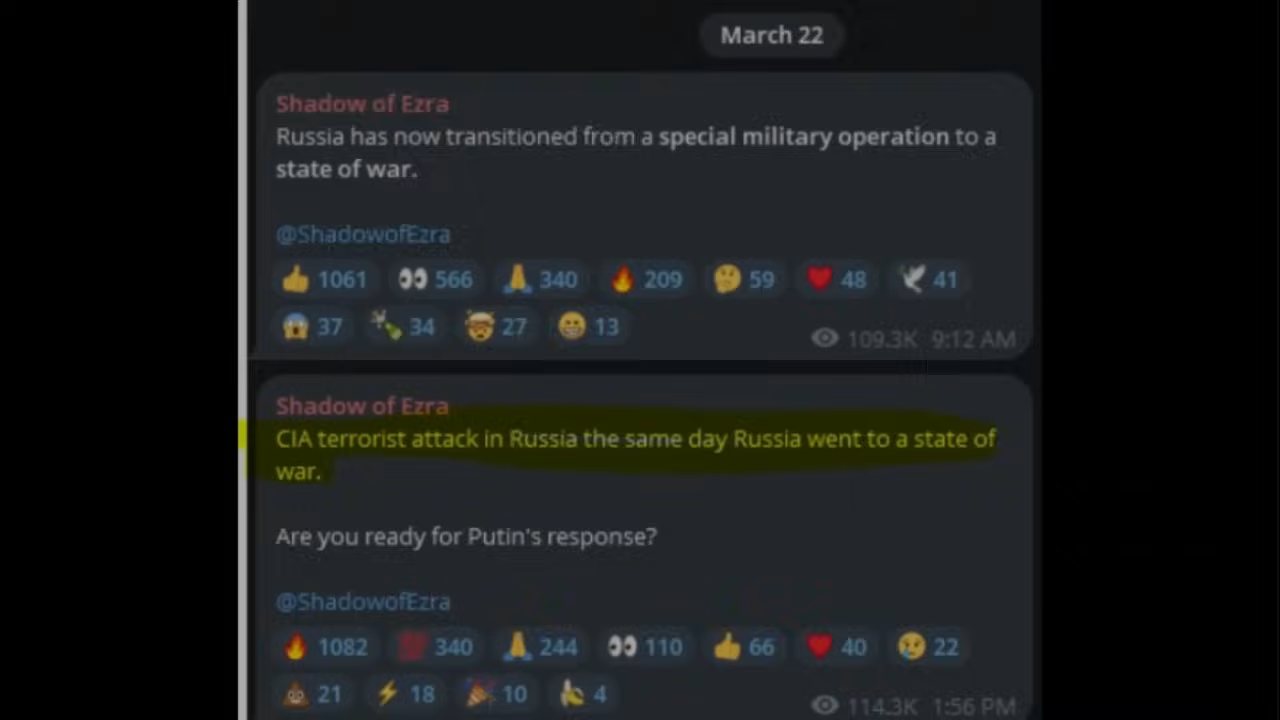 March 22
Shadow of Ezra
Russia has now transitioned from a special military operation to a
state of war.
@ShadowofEzra
👍 1061 👀 566 🙏 340 🔥 209 🤔 59 ❤️ 48 🕊 41
😱 37 🍾 34 🤯 27 😁 13 109.3K 9:12 AM
Shadow of Ezra
CIA terrorist attack in Russia the same day Russia went to a state of
war.
Are you ready for Putin's response?
@ShadowofEzra
🔥 1082 💯 340 🙏 244 👀 110 👍 66 ❤️ 40 😢 22
💩 21 ⚡ 18 🎉 10 🍌 4 114.3K 1:56 PM